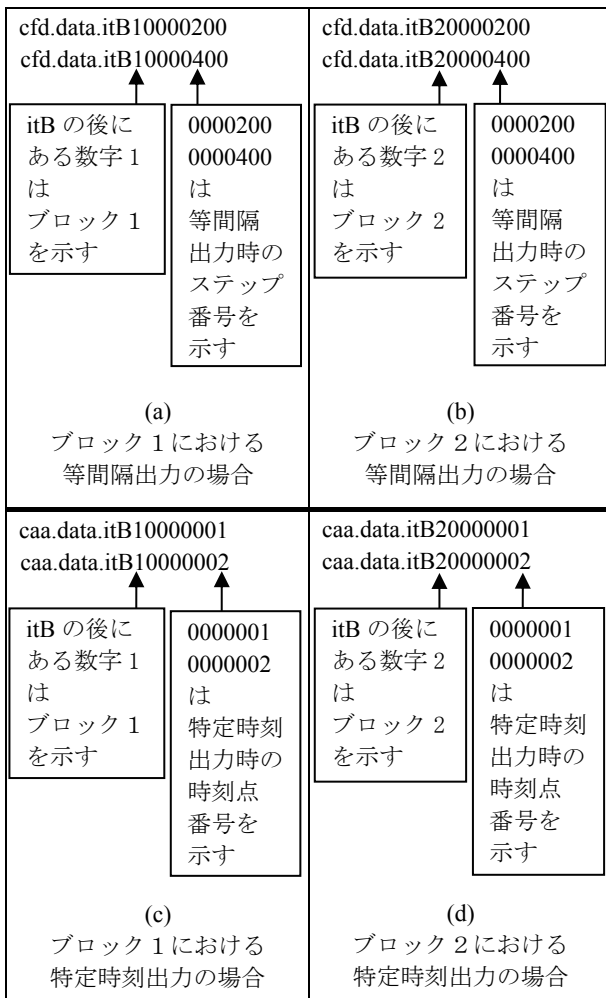 cfd.data.itB10000200
cfd.data.itB10000400
itB の後に
ある数字１
は
ブロック１
を示す
0000200
0000400
は
等間隔
出力時の
ステップ
番号を
示す
(a)
ブロック１における
等間隔出力の場合
cfd.data.itB20000200
cfd.data.itB20000400
itB の後に
ある数字２
は
ブロック２
を示す
0000200
0000400
は
等間隔
出力時の
ステップ
番号を
示す
(b)
ブロック２における
等間隔出力の場合
caa.data.itB10000001
caa.data.itB10000002
itB の後に
ある数字１
は
ブロック１
を示す
0000001
0000002
は
特定時刻
出力時の
時刻点
番号を
示す
(c)
ブロック１における
特定時刻出力の場合
caa.data.itB20000001
caa.data.itB20000002
itB の後に
ある数字２
は
ブロック２
を示す
0000001
0000002
は
特定時刻
出力時の
時刻点
番号を
示す
(d)
ブロック２における
特定時刻出力の場合